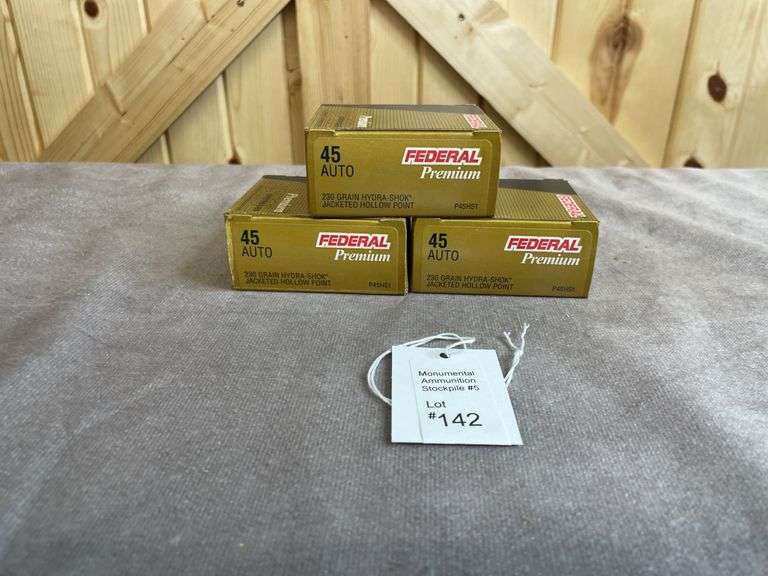 45
AUTO
FEDERAL
Premium
230 GRAIN HYDRA-SHOK®
JACKETED HOLLOW POINT
P45HS1
45
AUTO
FEDERAL
Premium
230 GRAIN HYDRA-SHOK®
JACKETED HOLLOW POINT
P45HS1
45
AUTO
FEDERAL
Premium
230 GRAIN HYDRA-SHOK®
JACKETED HOLLOW POINT
P45HS1
Monumental
Ammunition
Stockpile #5
Lot
#142